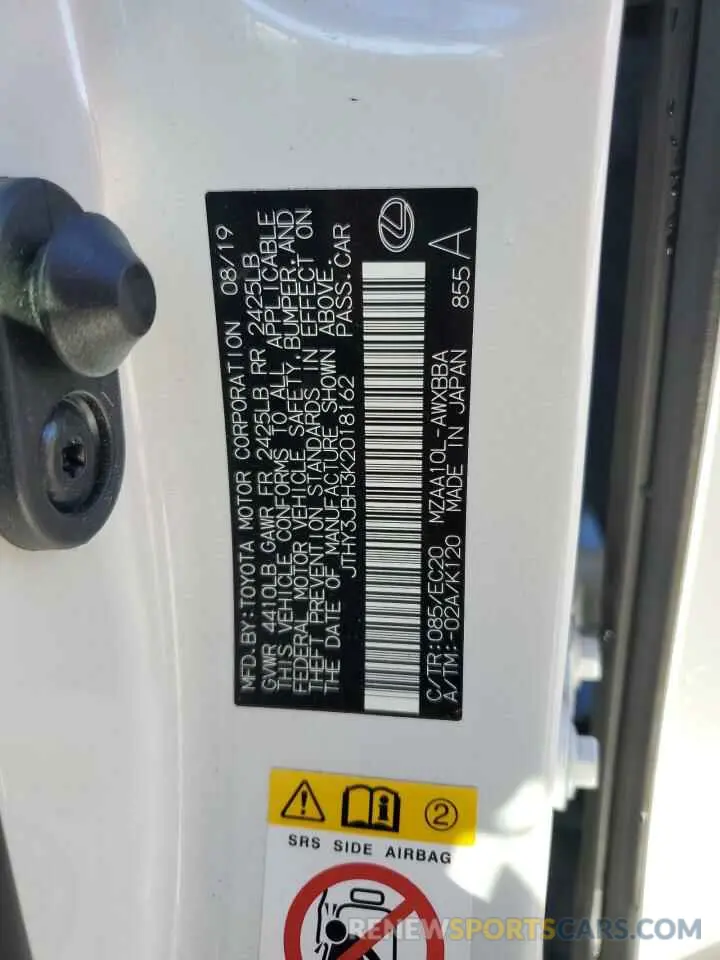 MFD.BY:TOYOTA MOTOR CORPORATION 08/19
GVWR 4410LB GAWR FR 2425LB RR 2425LB
THIS VEHICLE CONFORMS TO ALL APPLICABLE
FEDERAL MOTOR VEHICLE SAFETY,BUMPER,AND
THEFT PREVENTION STANDARDS IN EFFECT ON
THE DATE OF MANUFACTURE SHOWN ABOVE.
JTHY3JBH3K2018162 PASS.CAR
C/TR:085/EC20 MZAA10L-AWXBBA 855 A
A/TM:-02A/K120 MADE IN JAPAN
2
SRS SIDE AIRBAG
RENEWSPORTSCARS.COM